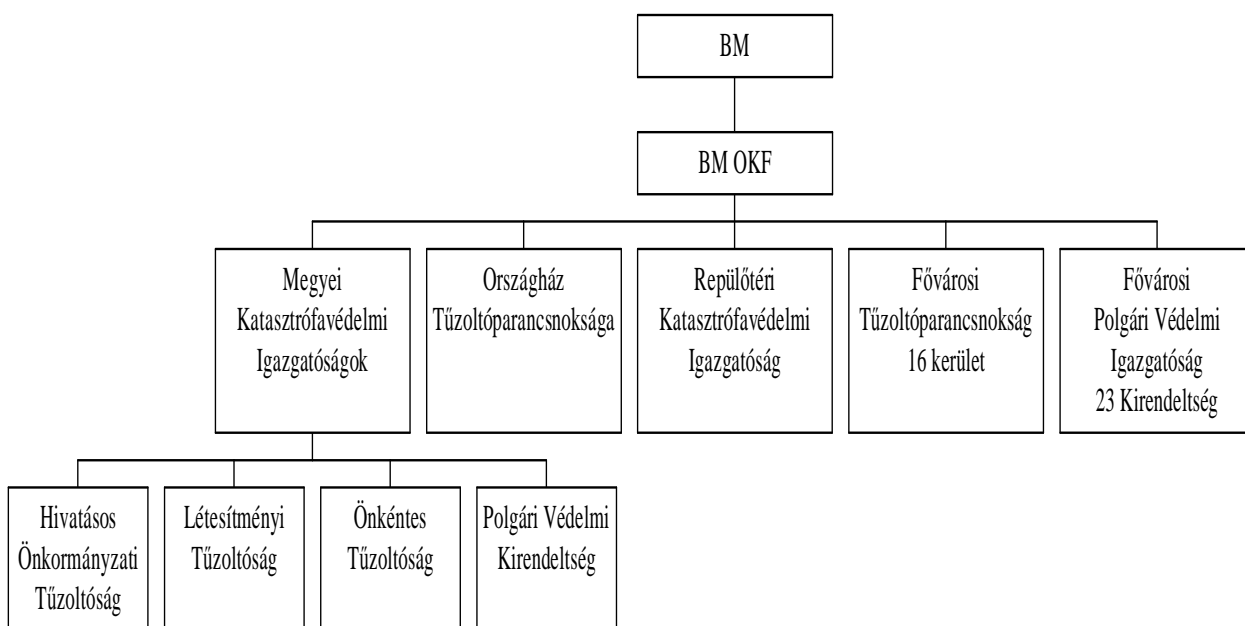 BM
BM OKF
Megyei
Katasztrófavédelmi
Igazgatóságok
Országház
Tűzoltóparancsnoksága
Repülőtéri
Katasztrófavédelmi
Igazgatóság
Fővárosi
Tűzoltóparancsnokság
16 kerület
Fővárosi
Polgári Védelmi
Igazgatóság
23 Kirendeltség
Hivatásos
Önkormányzati
Tűzoltóság
Létesítményi
Tűzoltóság
Önkéntes
Tűzoltóság
Polgári Védelmi
Kirendeltség